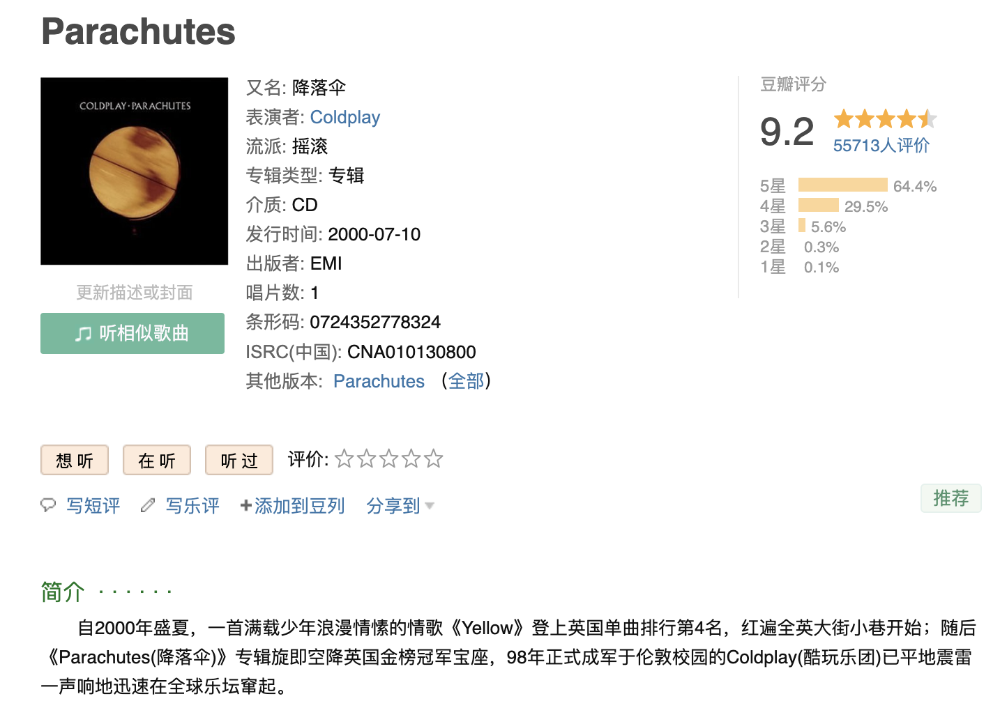 Parachutes
COLDPLAY·PARACHUTES
更新描述或封面
听相似歌曲
又名: 降落伞
表演者: Coldplay
流派: 摇滚
专辑类型: 专辑
介质: CD
发行时间: 2000-07-10
出版者: EMI
唱片数: 1
条形码: 0724352778324
ISRC(中国): CNA010130800
其他版本: Parachutes （全部）
豆瓣评分
9.2
55713人评价
5星 64.4%
4星 29.5%
3星 5.6%
2星 0.3%
1星 0.1%
想听 在听 听过 评价:
写短评 写乐评 +添加到豆列 分享到
推荐
简介 · · · · · ·
自2000年盛夏，一首满载少年浪漫情愫的情歌《Yellow》登上英国单曲排行第4名，红遍全英大街小巷开始；随后
《Parachutes(降落伞)》专辑旋即空降英国金榜冠军宝座，98年正式成军于伦敦校园的Coldplay(酷玩乐团)已平地震雷
一声响地迅速在全球乐坛窜起。